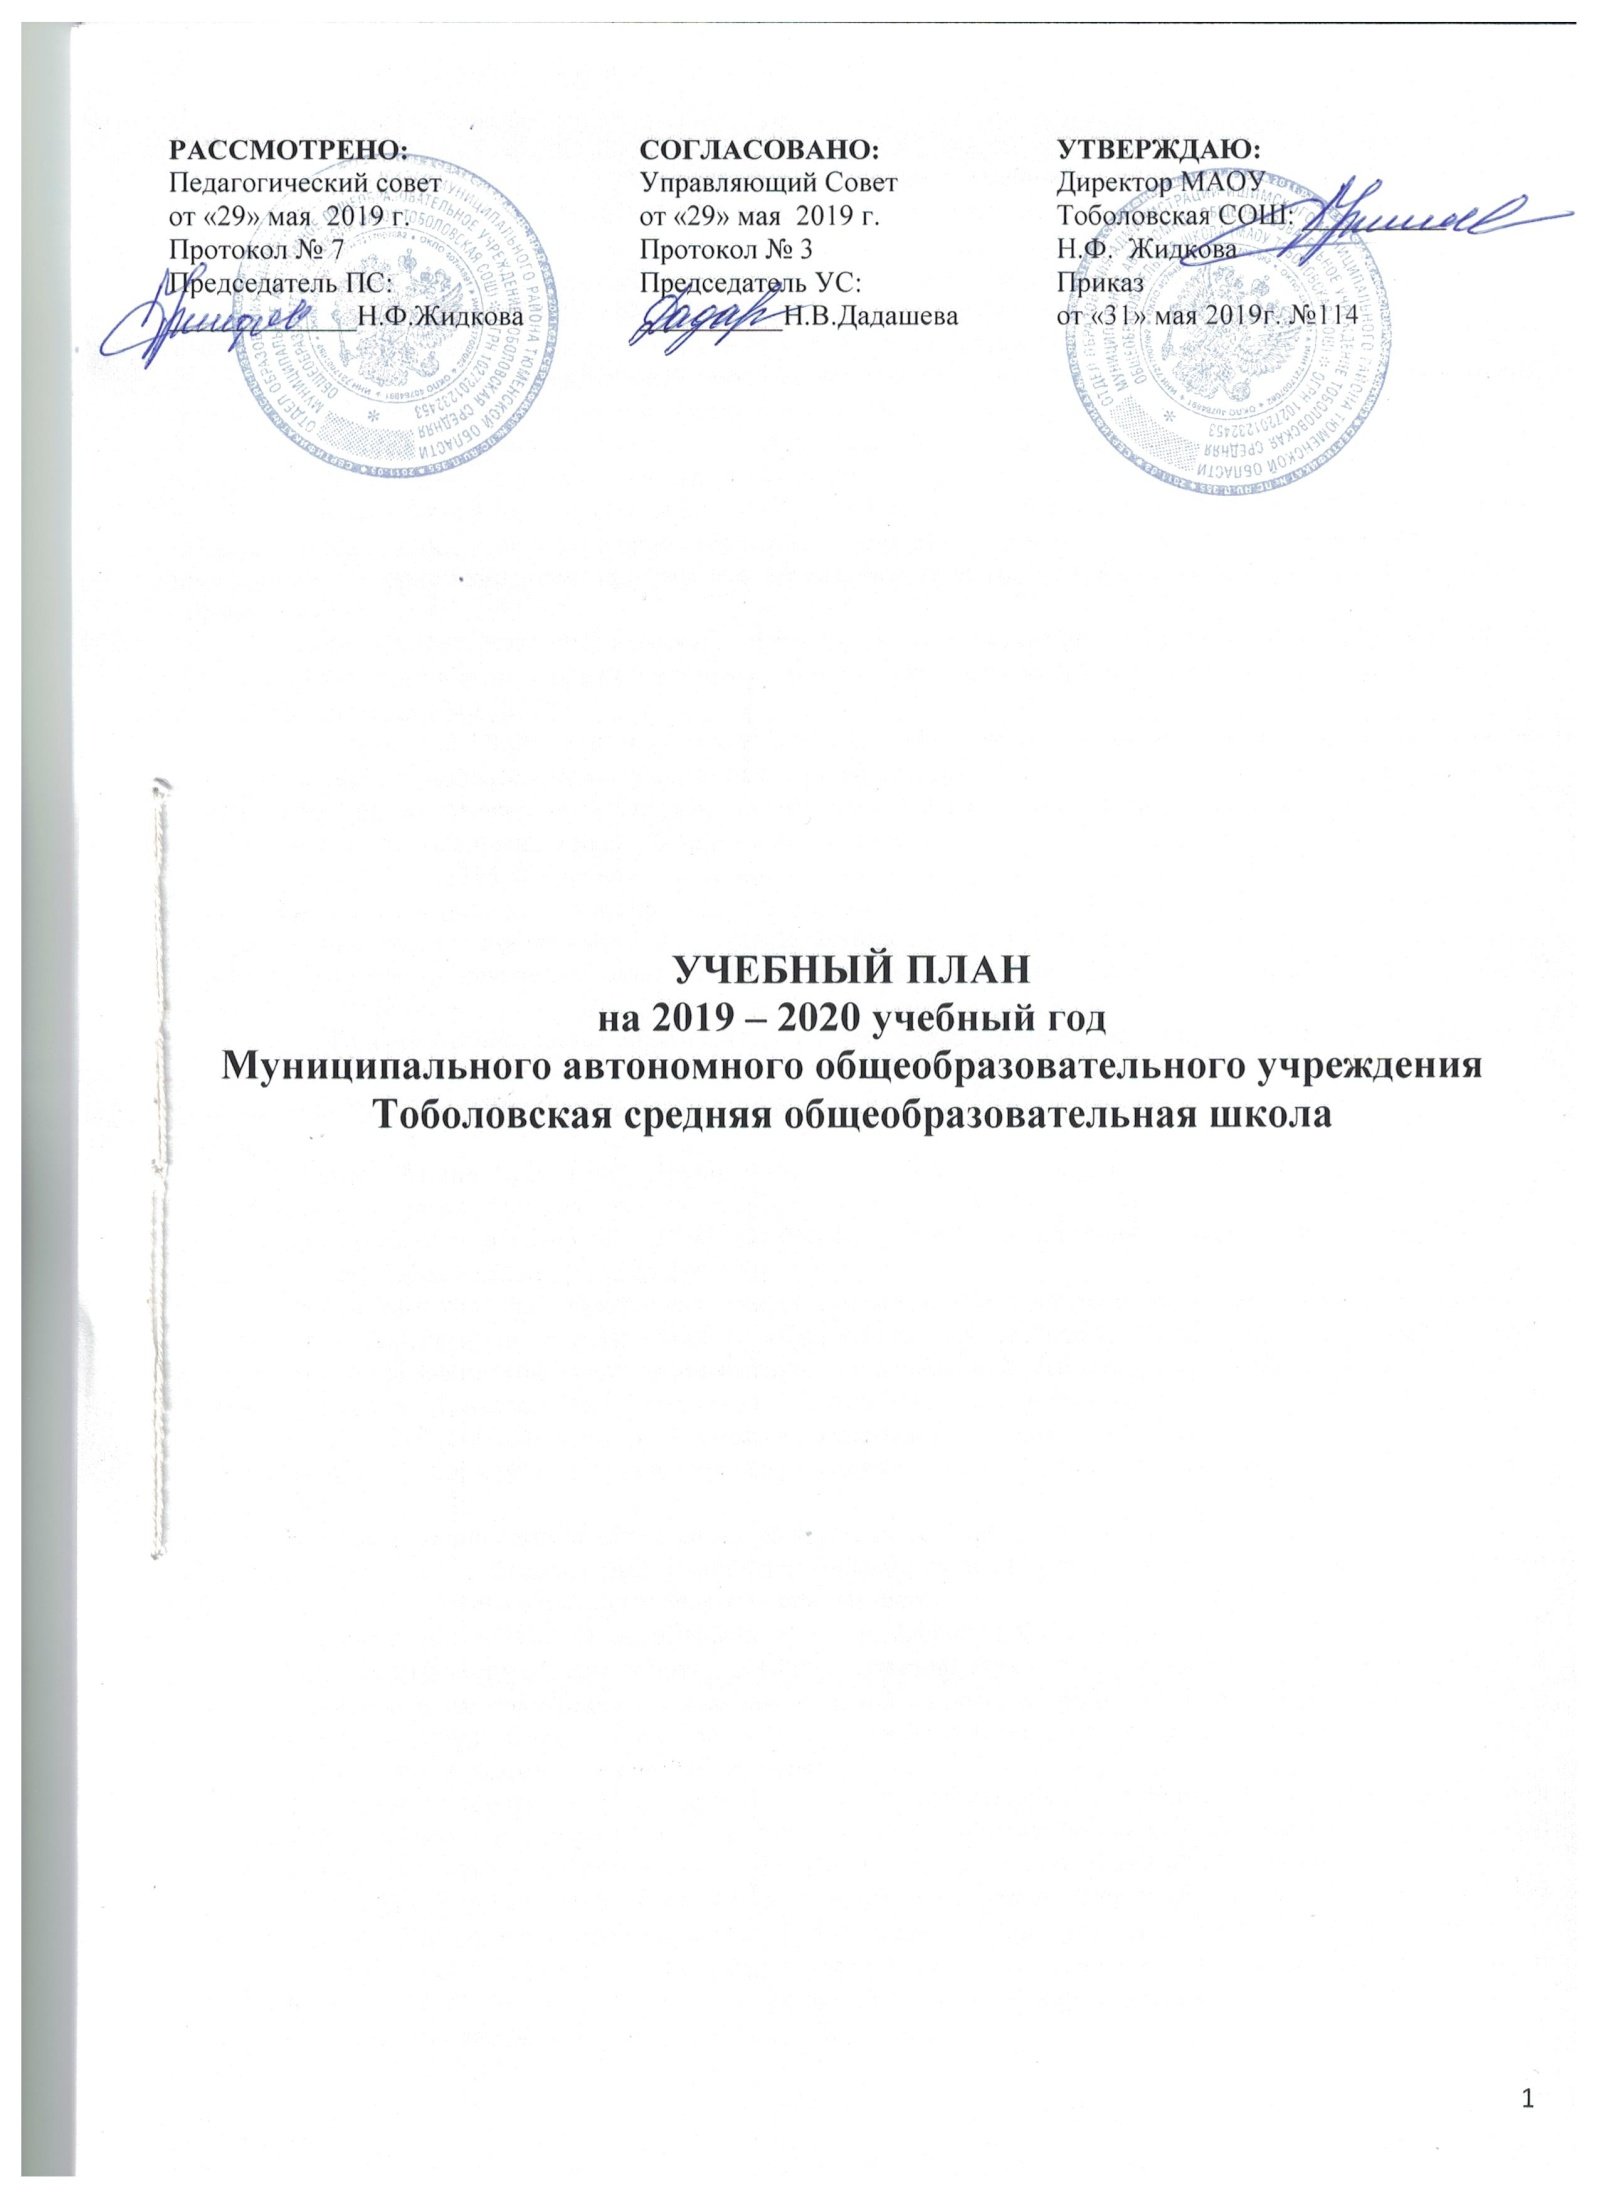 РАССМОТРЕНО:
Педагогический совет
от «29» мая 2019 г.
Протокол № 7
Председатель ПС:
Н.Ф.Жидкова
СОГЛАСОВАНО:
Управляющий Совет
от «29» мая 2019 г.
Протокол № 3
Председатель УС:
Н.В.Дадашева
УТВЕРЖДАЮ:
Директор МАОУ
Тоболовская СОШ:
Н.Ф. Жидкова
Приказ
от «31» мая 2019г. №114
УЧЕБНЫЙ ПЛАН
на 2019 – 2020 учебный год
Муниципального автономного общеобразовательного учреждения
Тоболовская средняя общеобразовательная школа
1